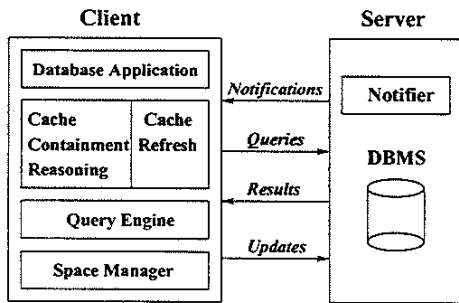 Client
Server
Database Application
Cache
Containment
Reasoning
Cache
Refresh
Query Engine
Space Manager
Notifications
Queries
Results
Updates
Notifier
DBMS